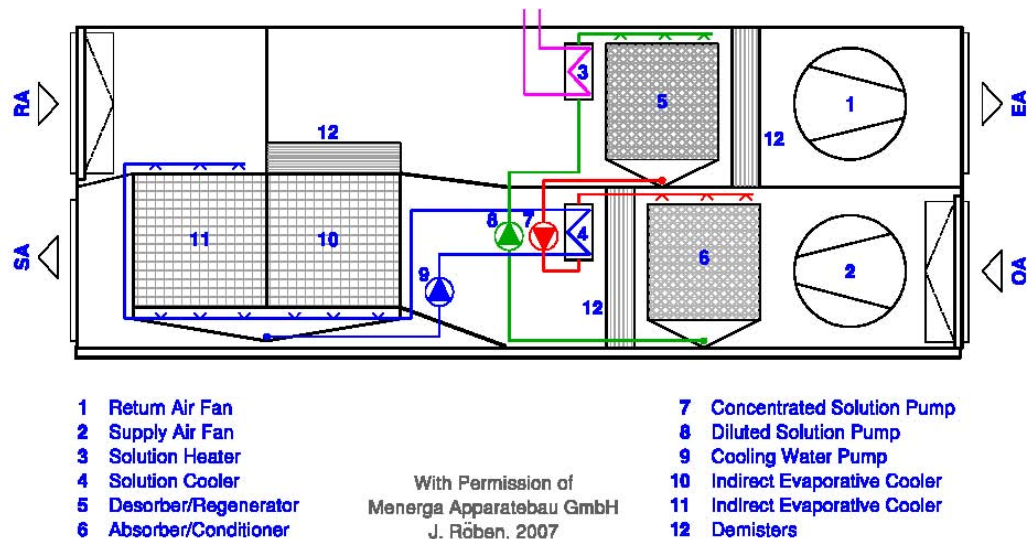 3
5
12
1
RA
EA
12
11
10
8
7
4
6
2
9
12
SA
OA
1 Return Air Fan
2 Supply Air Fan
3 Solution Heater
4 Solution Cooler
5 Desorber/Regenerator
6 Absorber/Conditioner
With Permission of
Menerga Apparatebau GmbH
J. Röben, 2007
7 Concentrated Solution Pump
8 Diluted Solution Pump
9 Cooling Water Pump
10 Indirect Evaporative Cooler
11 Indirect Evaporative Cooler
12 Demisters